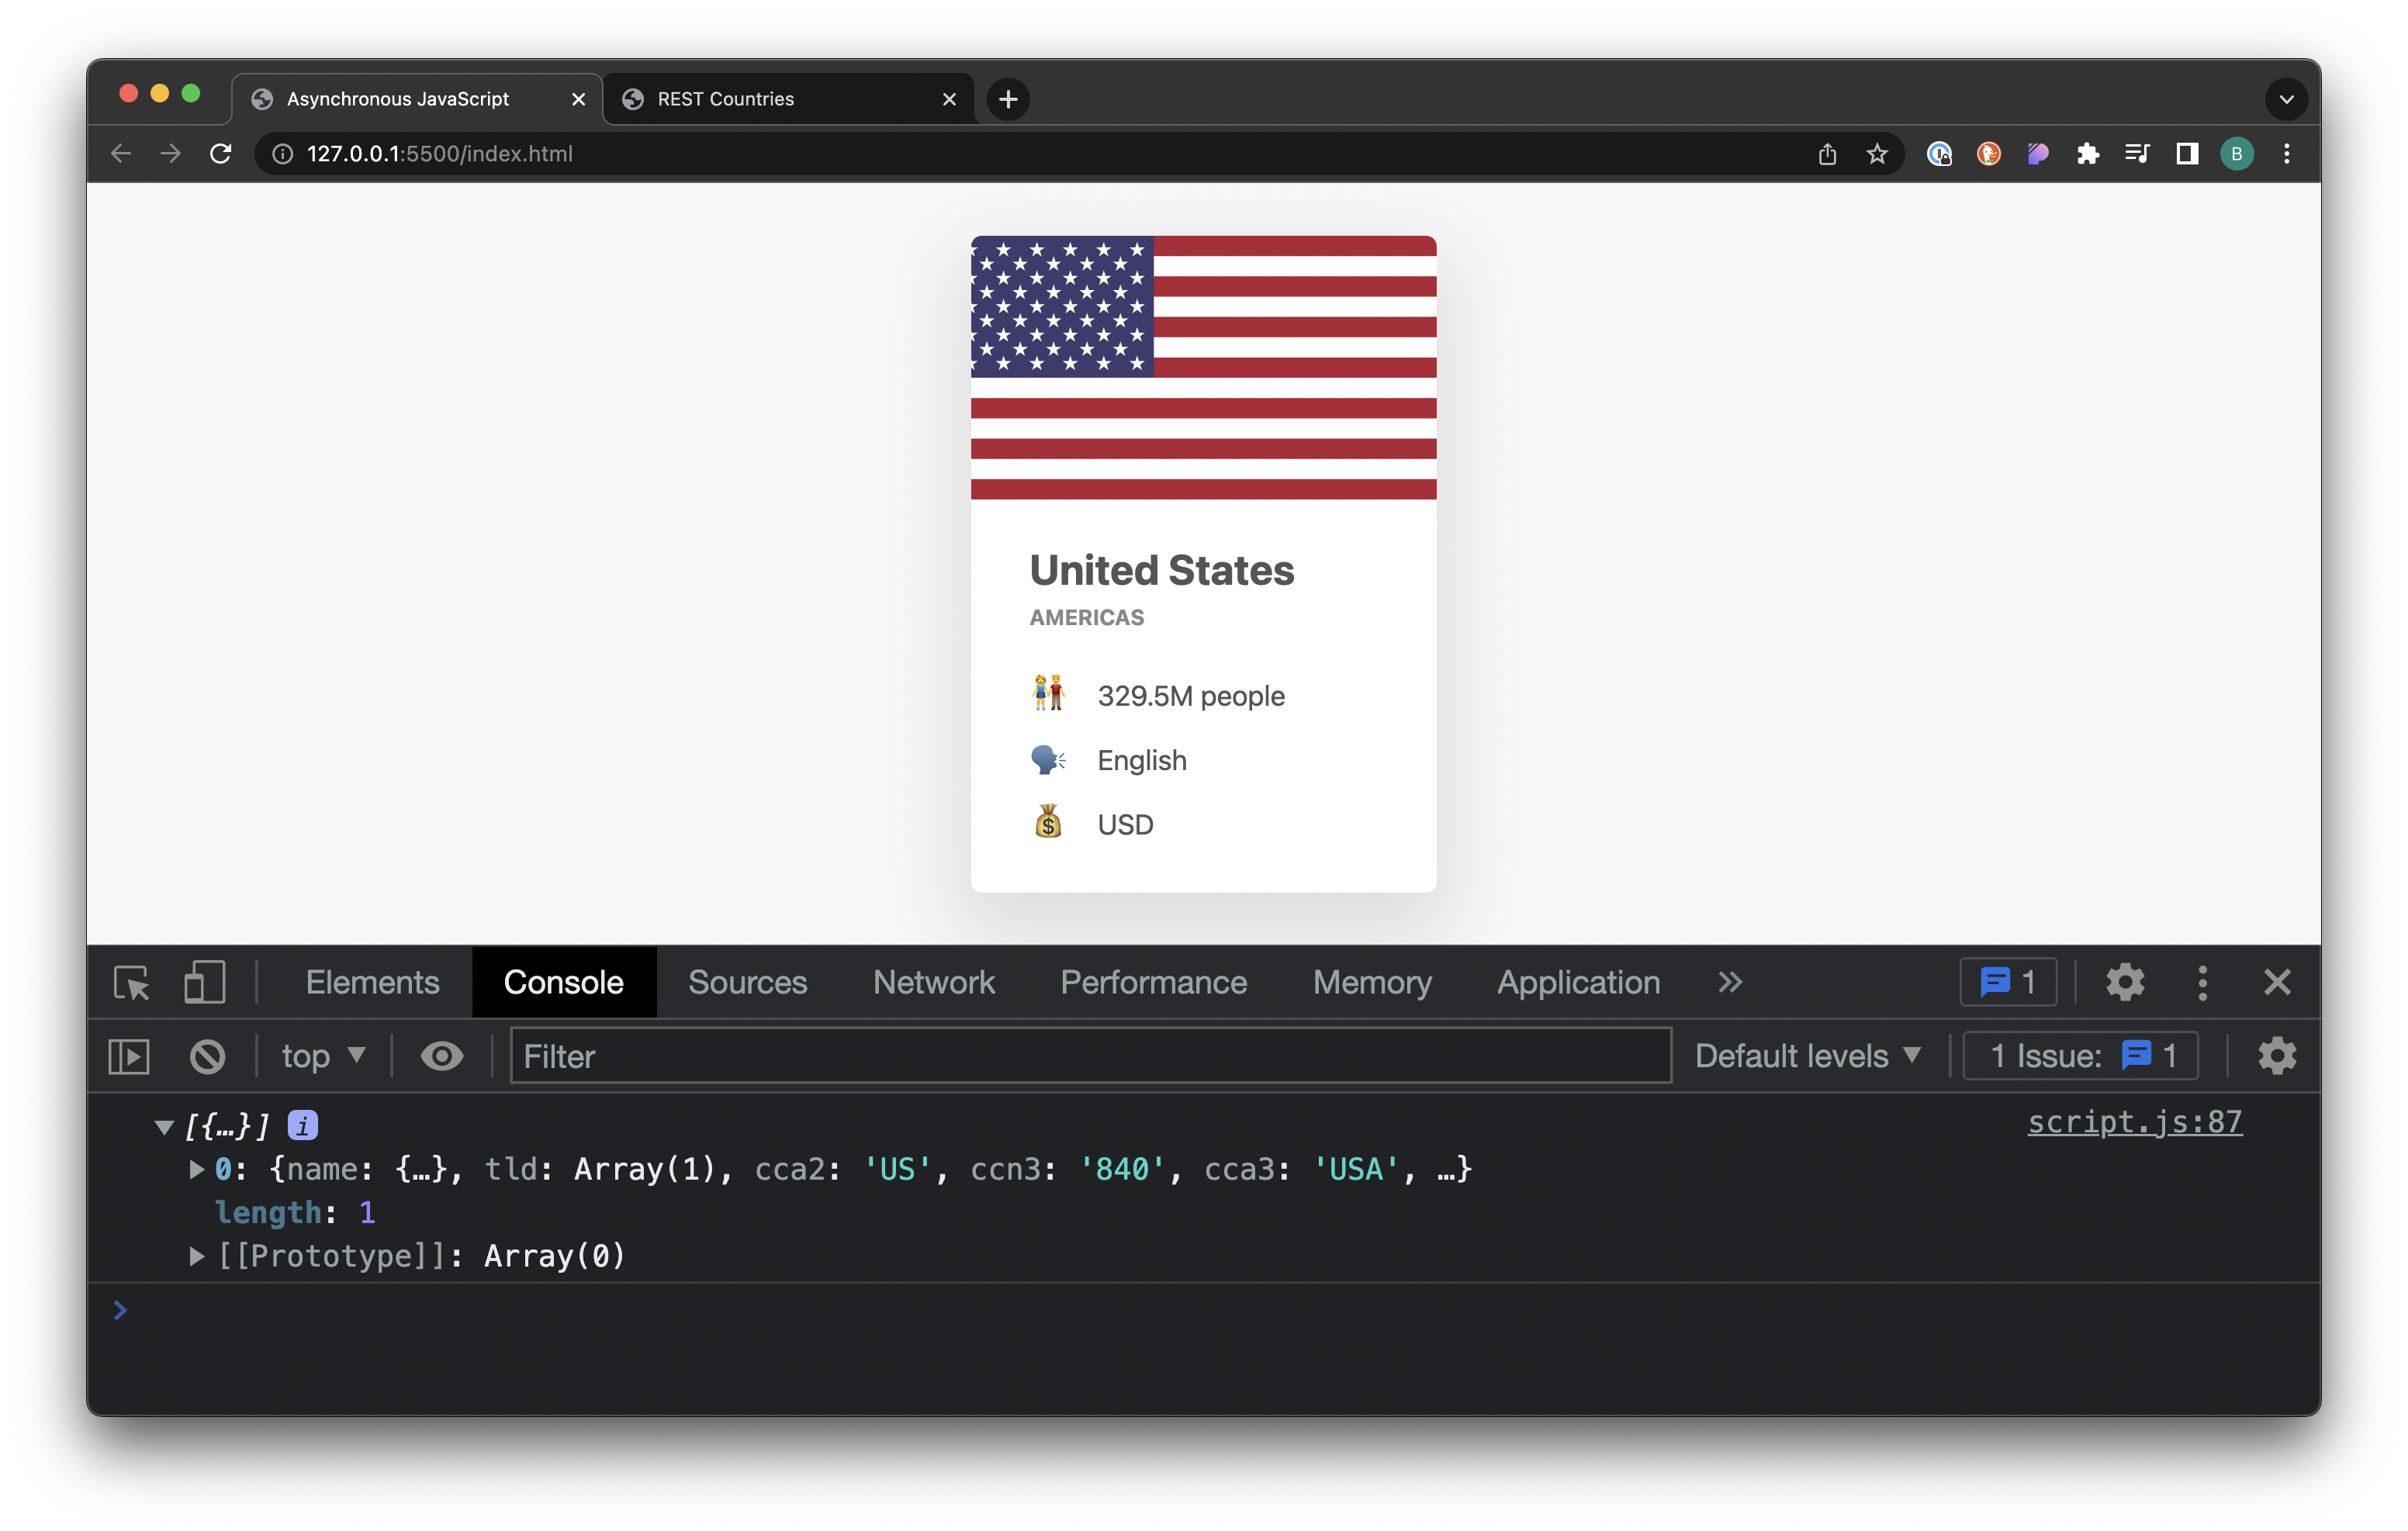 Asynchronous JavaScript
REST Countries
127.0.0.1:5500/index.html
B
United States
AMERICAS
329.5M people
English
USD
Elements Console Sources Network Performance Memory Application 1
top Filter Default levels 1 Issue: 1
[{…}] i script.js:87
0: {name: {…}, tld: Array(1), cca2: 'US', ccn3: '840', cca3: 'USA', …}
length: 1
[[Prototype]]: Array(0)